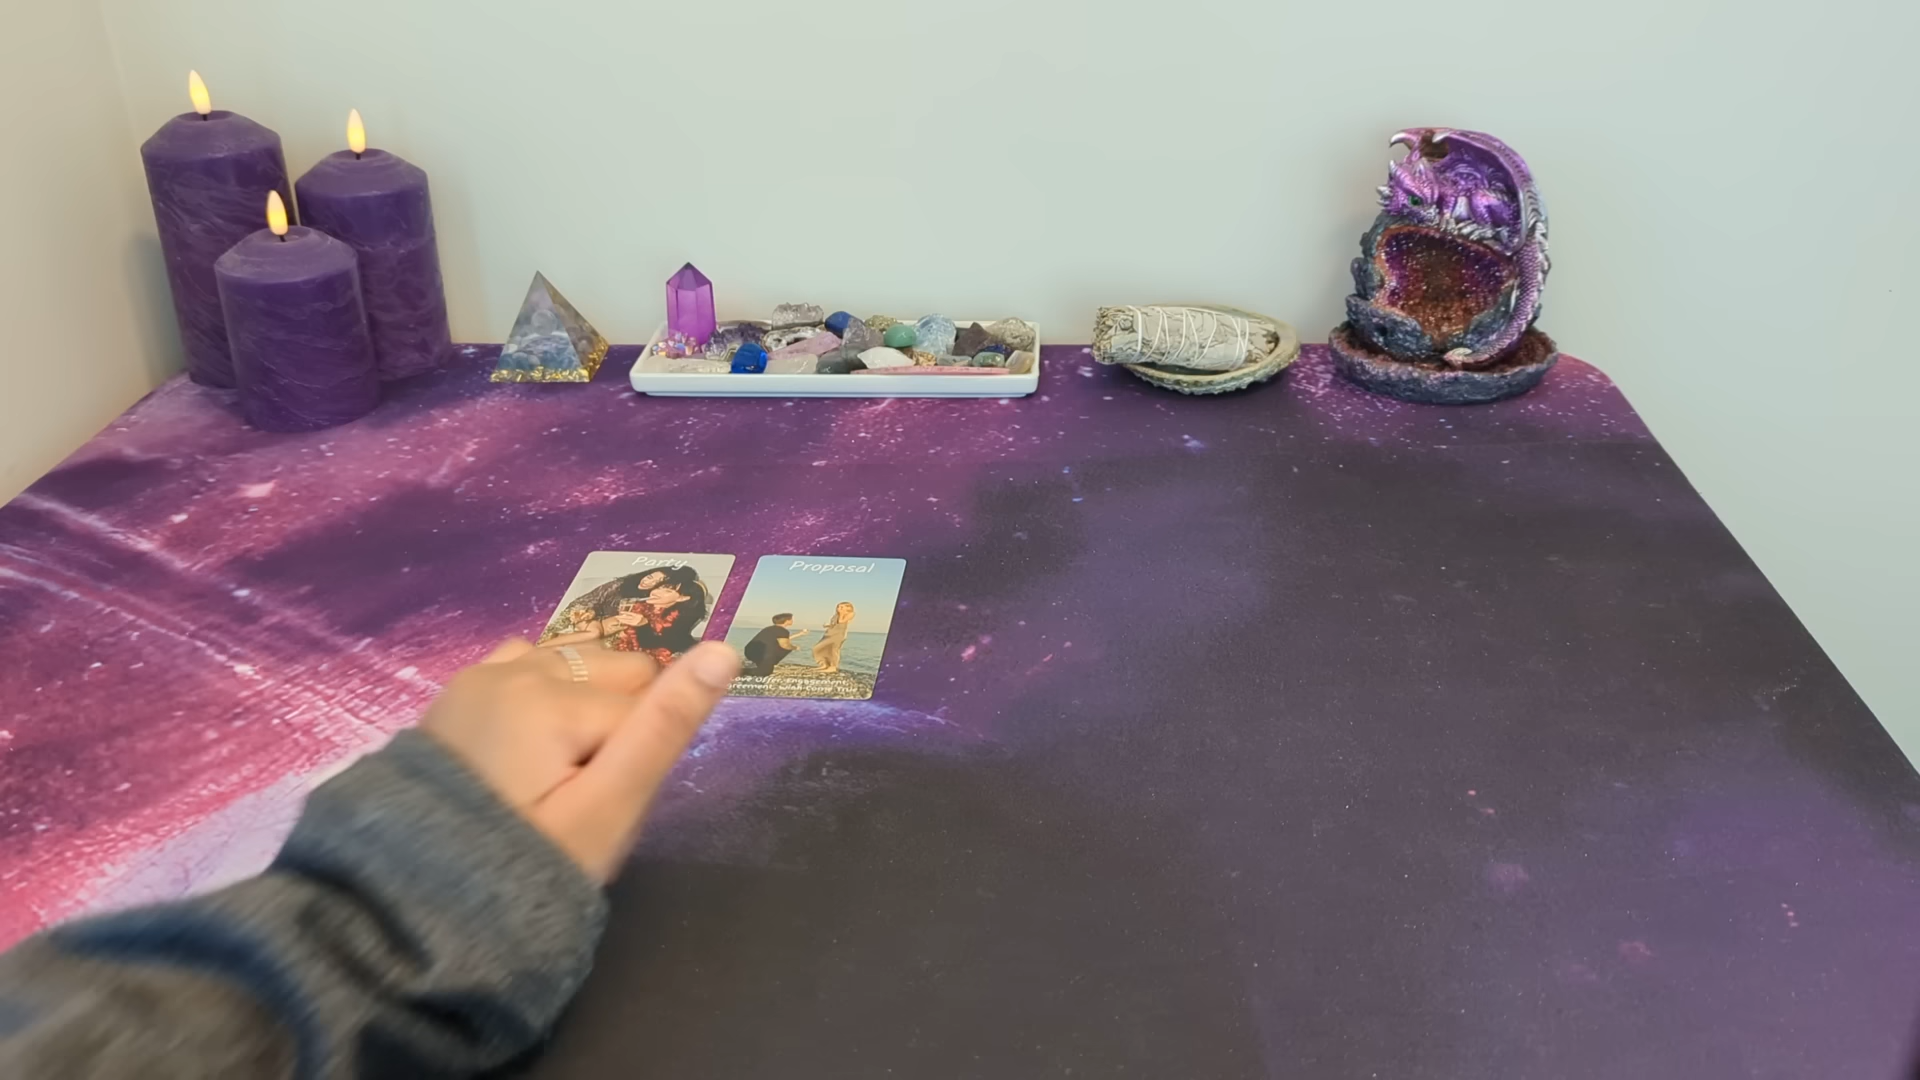 Party
Proposal
Love Offer, Engagement,
Agreement, Wish Come True